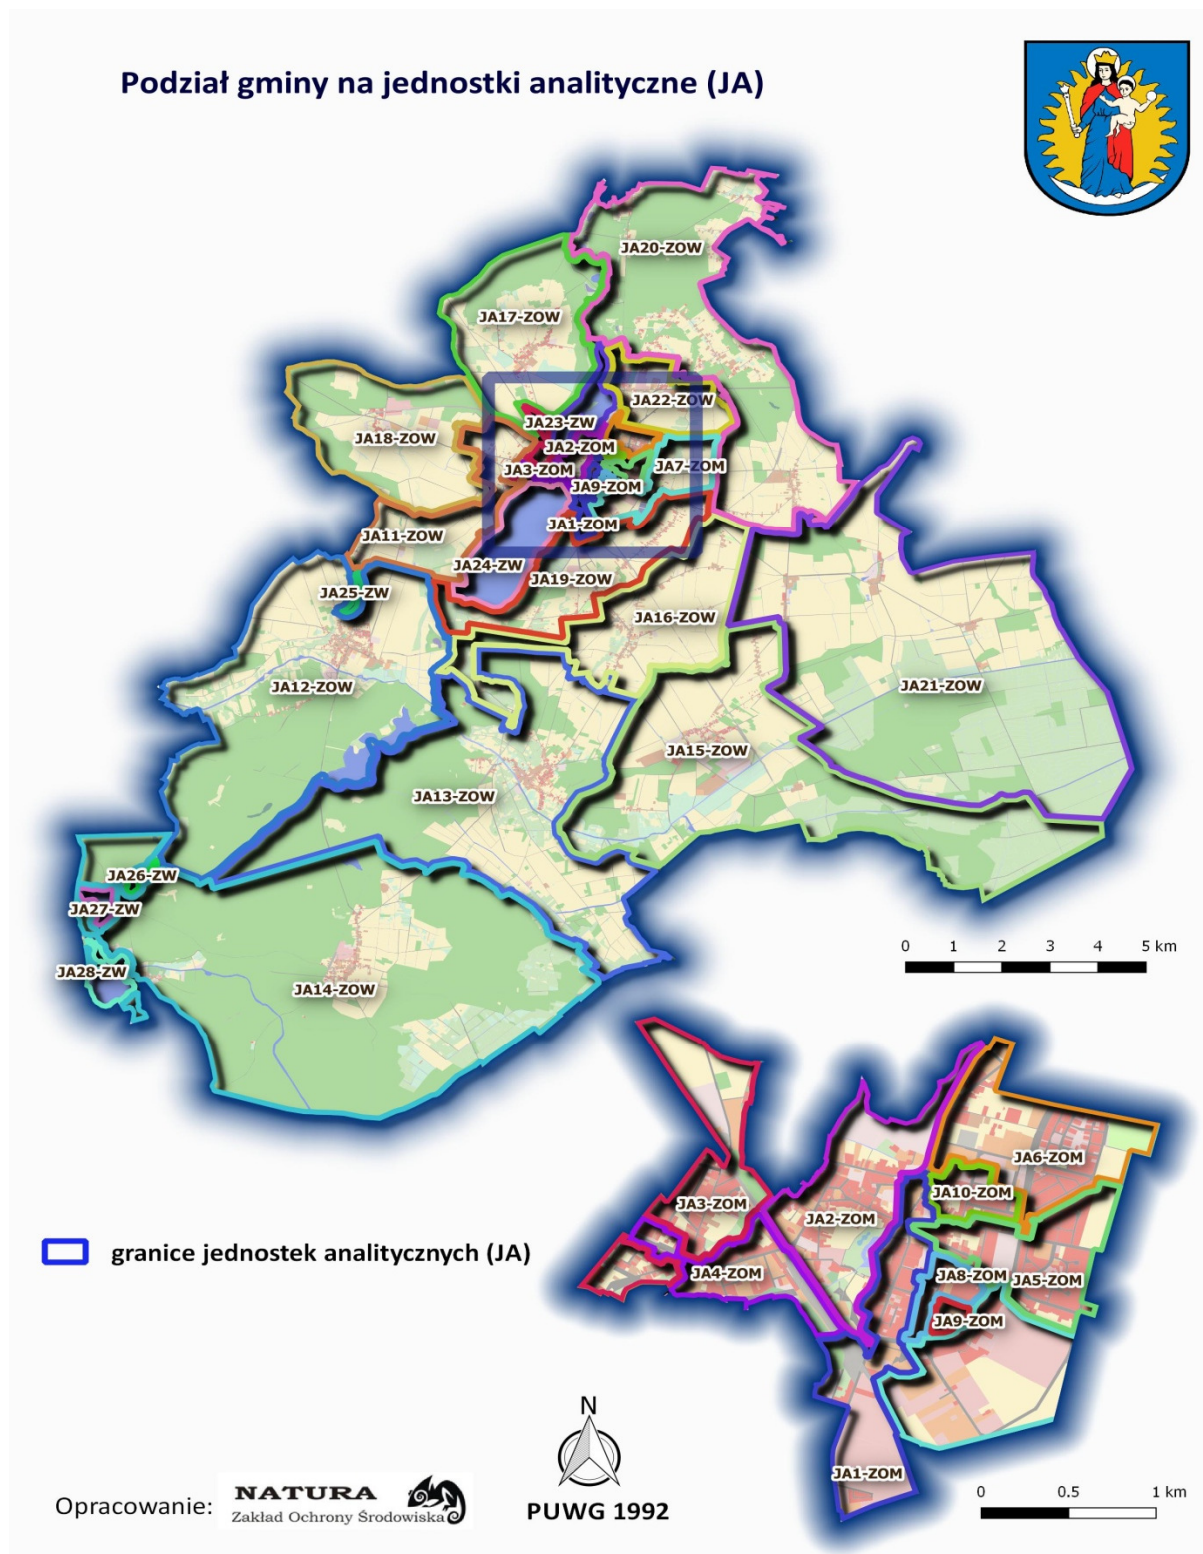 Podział gminy na jednostki analityczne (JA)
JA20-ZOW
JA17-ZOW
JA22-ZOW
JA23-ZW
JA18-ZOW
JA2-ZOM
JA3-ZOM
JA7-ZOM
JA9-ZOM
JA1-ZOM
JA11-ZOW
JA24-ZW
JA19-ZOW
JA25-ZW
JA16-ZOW
JA12-ZOW
JA21-ZOW
JA15-ZOW
JA13-ZOW
JA26-ZW
JA27-ZW
JA28-ZW
JA14-ZOW
0 1 2 3 4 5 km
JA6-ZOM
JA10-ZOM
JA3-ZOM
JA2-ZOM
granice jednostek analitycznych (JA)
JA4-ZOM
JA8-ZOM
JA5-ZOM
JA9-ZOM
JA1-ZOM
N
PUWG 1992
0 0.5 1 km
Opracowanie:
NATURA
Zakład Ochrony Środowiska